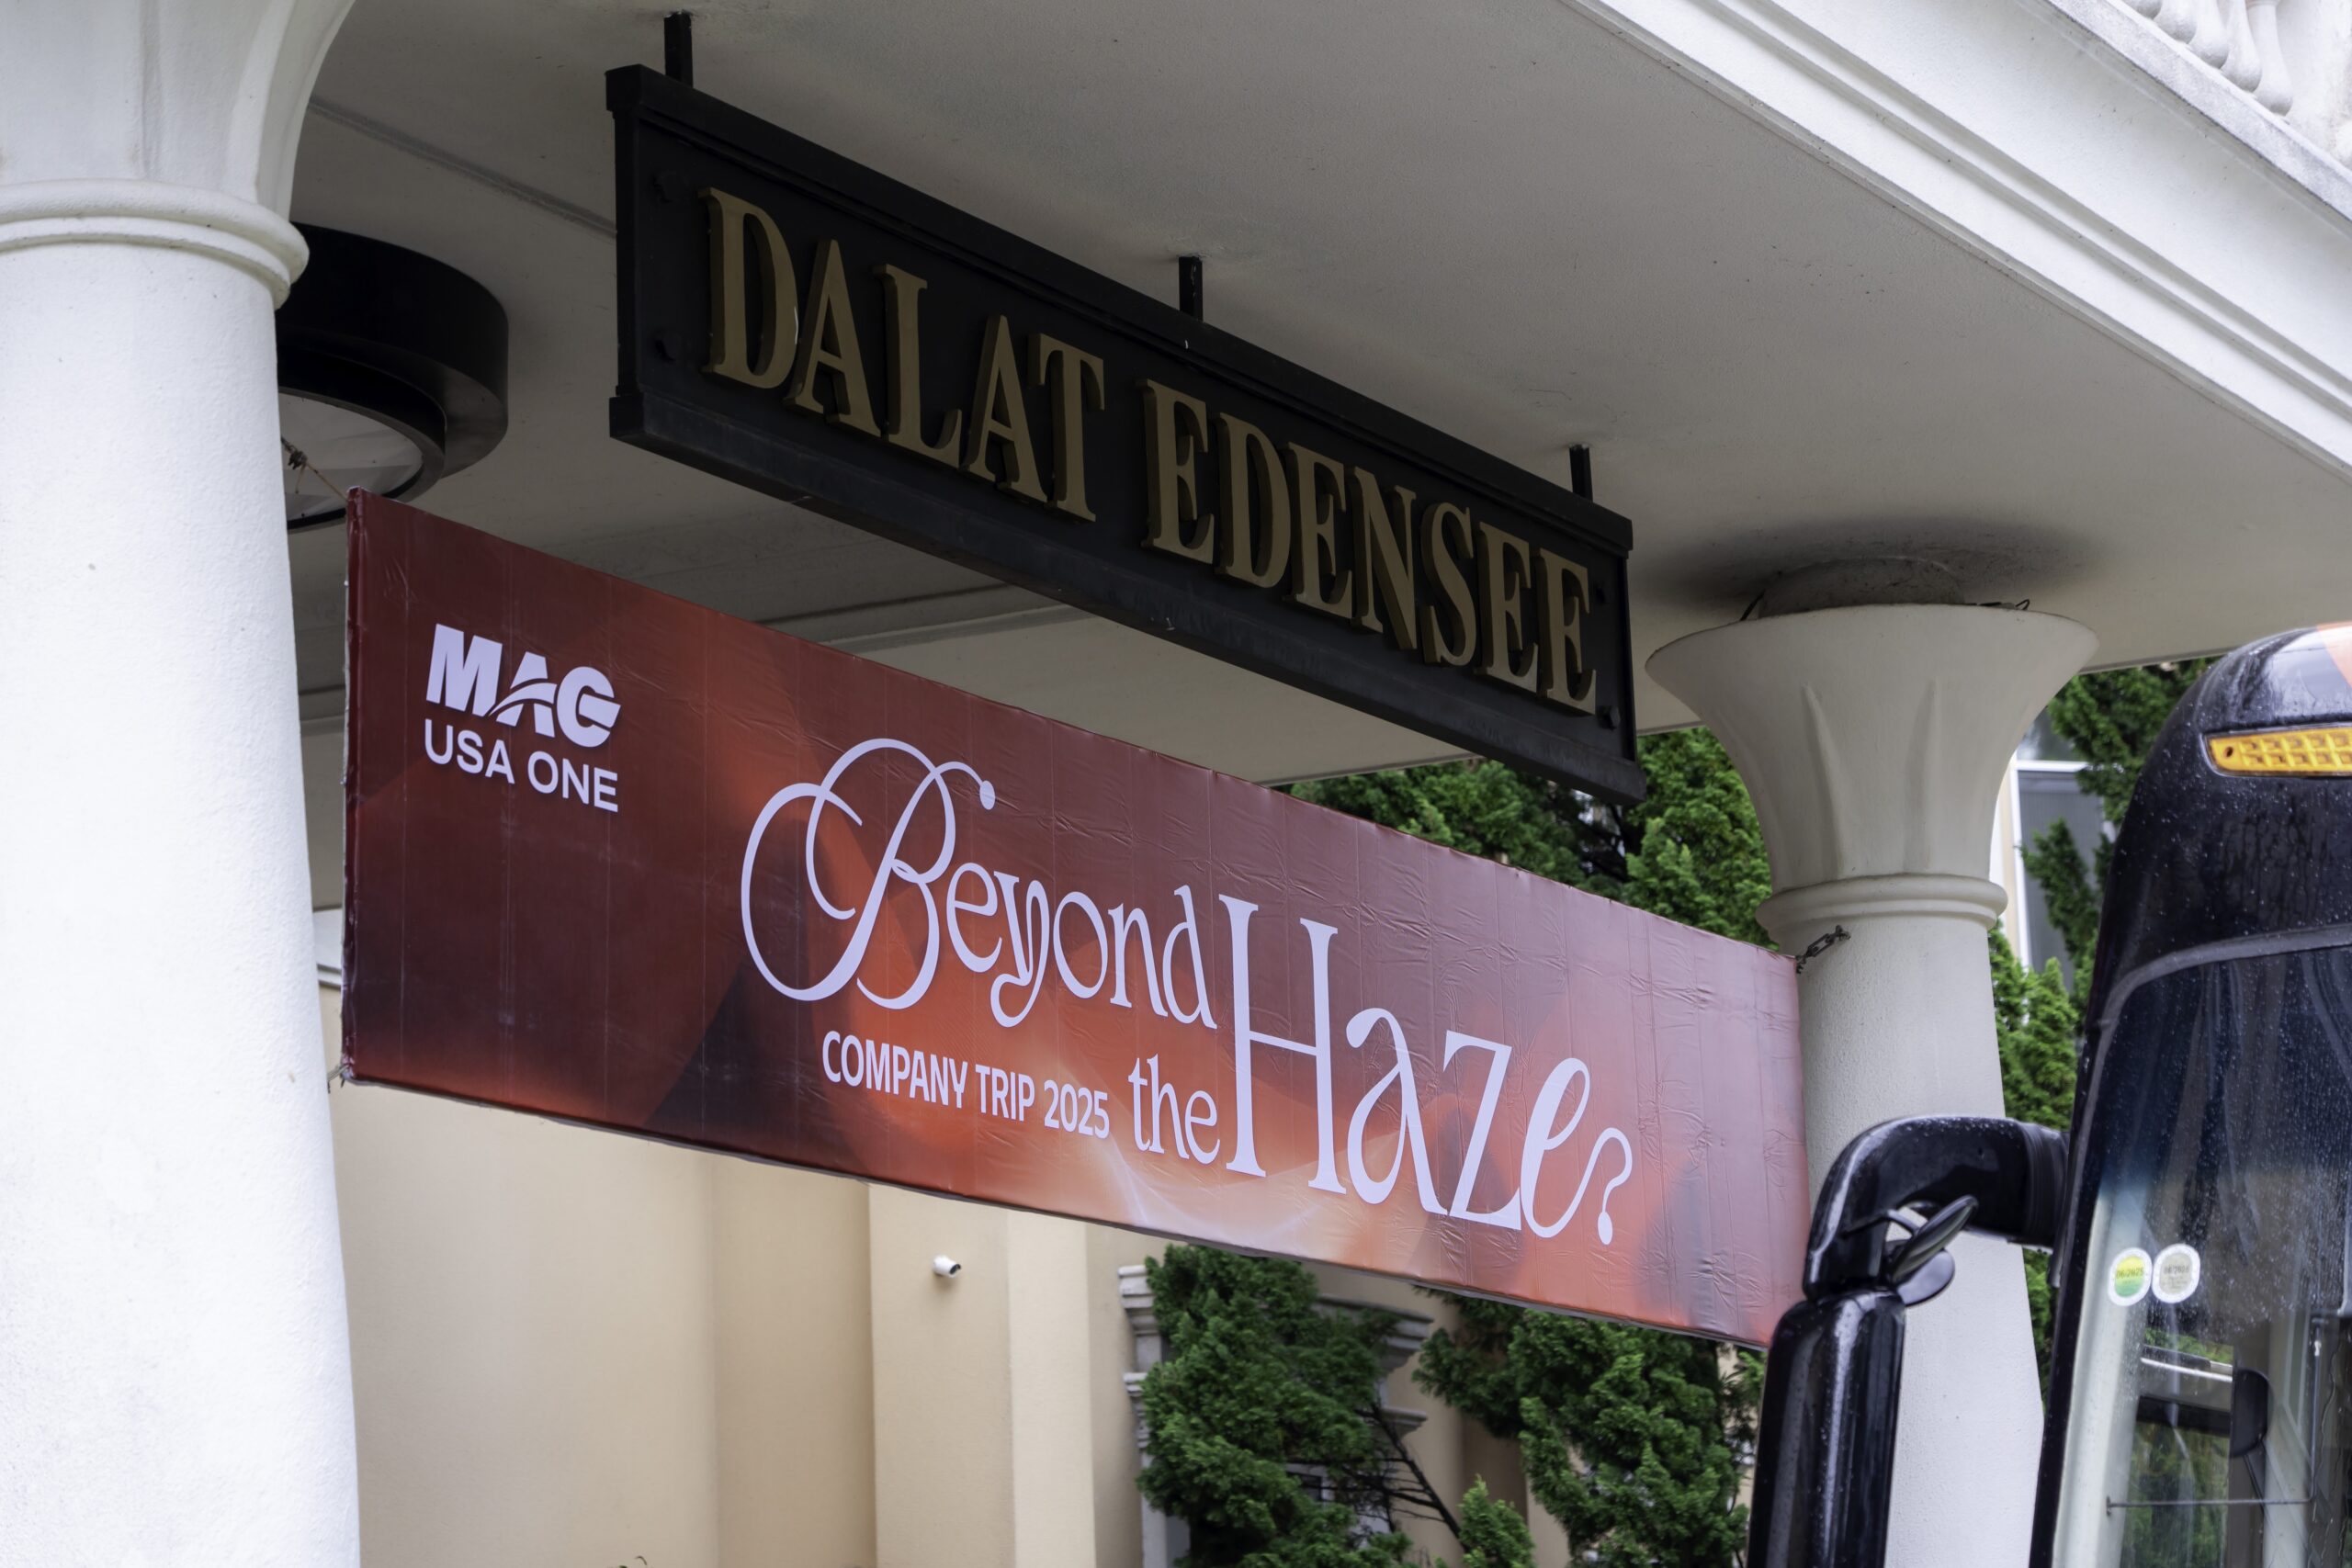 DALAT EDENSEE
MAG
USA ONE
Beyond
the Haze
COMPANY TRIP 2025